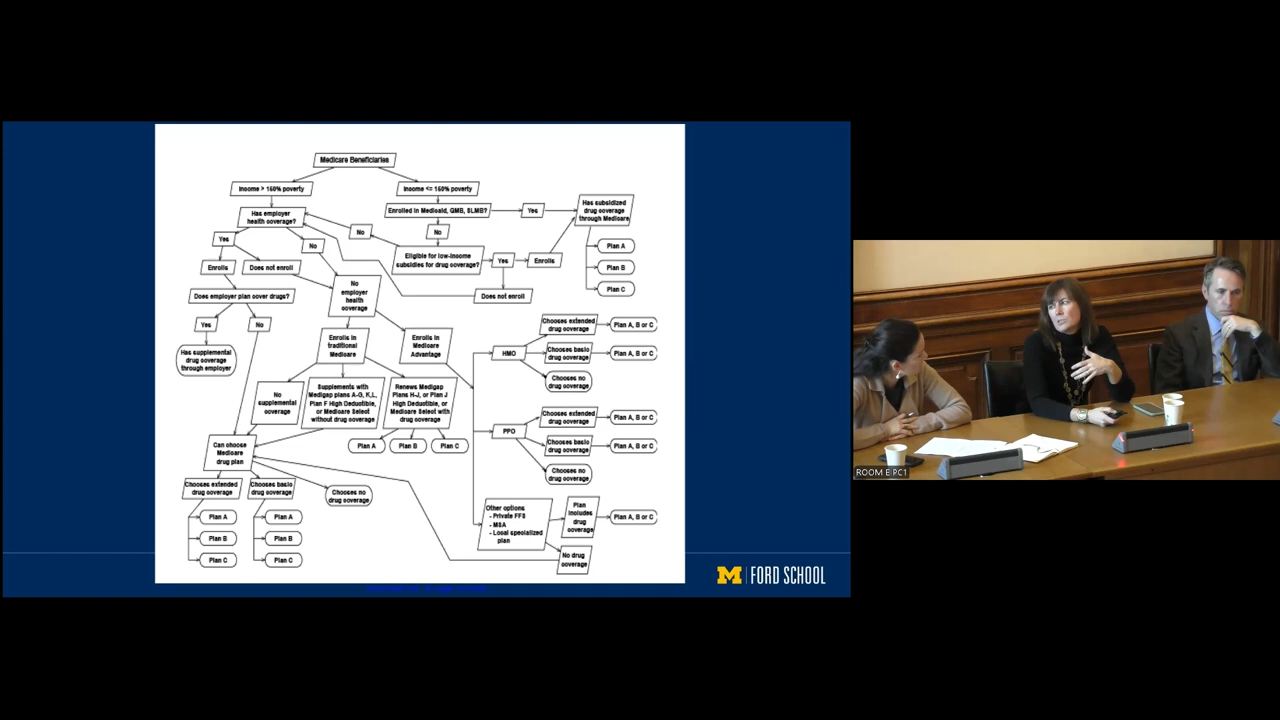 Medicare Beneficiaries
Income > 150% poverty
Income <= 150% poverty
Has employer
health coverage?
Enrolled in Medicaid, QMB, SLMB?
Yes
Has subsidized
drug coverage
through Medicare
No
No
Yes
No
Eligible for low-income
subsidies for drug coverage?
Yes
Enrolls
Plan A
Plan B
Plan C
Enrolls
Does not enroll
No
employer
health
coverage
Does not enroll
Does employer plan cover drugs?
Yes
No
Has supplemental
drug coverage
through employer
Enrolls in
traditional
Medicare
Enrolls in
Medicare
Advantage
HMO
Chooses extended
drug coverage
Plan A, B or C
Chooses basic
drug coverage
Plan A, B or C
Chooses no
drug coverage
No
supplemental
coverage
Supplements with
Medigap plans A-G, K,L,
Plan F High Deductible,
or Medicare Select
without drug coverage
Renews Medigap
Plans H-J, or Plan J
High Deductible, or
Medicare Select with
drug coverage
Plan A
Plan B
Plan C
PPO
Chooses extended
drug coverage
Plan A, B or C
Chooses basic
drug coverage
Plan A, B or C
Chooses no
drug coverage
Can choose
Medicare
drug plan
Chooses extended
drug coverage
Chooses basic
drug coverage
Chooses no
drug coverage
Plan A
Plan B
Plan C
Plan A
Plan B
Plan C
Other options
- Private FFS
- MSA
- Local specialized
plan
Plan
includes
drug
coverage
Plan A, B or C
No drug
coverage
M FORD SCHOOL
ROOM E PC1